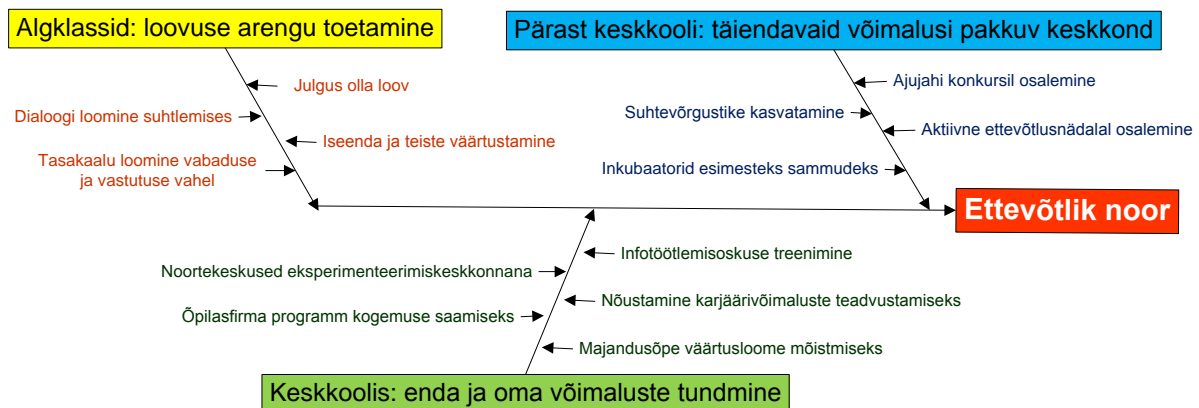 Algklassid: loovuse arengu toetamine
Pärast keskkooli: täiendavaid võimalusi pakkuv keskkond
Julgus olla loov
Dialoogi loomine suhtlemises
Iseenda ja teiste väärtustamine
Tasakaalu loomine vabaduse
ja vastutuse vahel
Ajujahi konkursil osalemine
Suhtevõrgustike kasvatamine
Aktiivne ettevõtlusnädalal osalemine
Inkubaatorid esimesteks sammudeks
Ettevõtlik noor
Infotöötlemisoskuse treenimine
Noortekeskused eksperimenteerimiskeskkonnana
Nõustamine karjäärivõimaluste teadvustamiseks
Õpilasfirma programm kogemuse saamiseks
Majandusõpe väärtusloome mõistmiseks
Keskkoolis: enda ja oma võimaluste tundmine